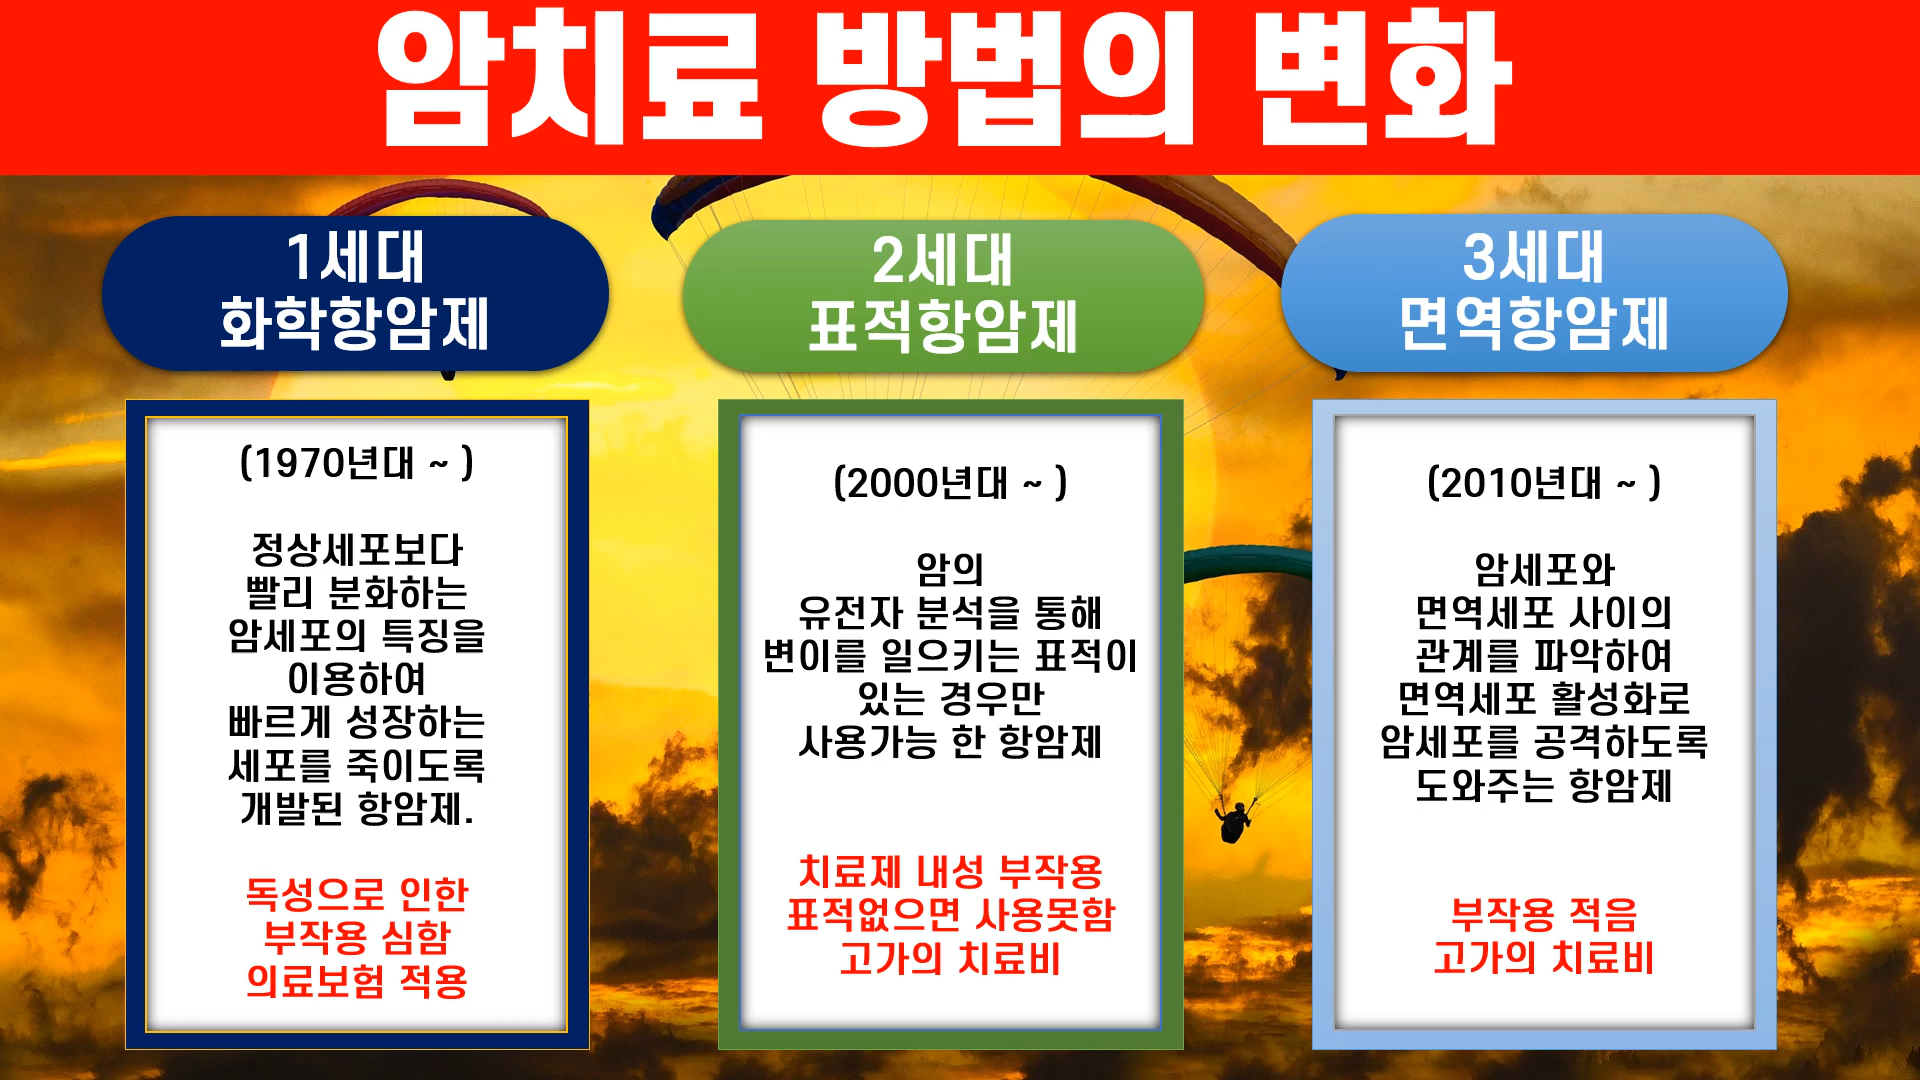 암치료 방법의 변화
1세대
화학항암제
(1970년대 ~ )
정상세포보다
빨리 분화하는
암세포의 특징을
이용하여
빠르게 성장하는
세포를 죽이도록
개발된 항암제.
독성으로 인한
부작용 심함
의료보험 적용
2세대
표적항암제
(2000년대 ~ )
암의
유전자 분석을 통해
변이를 일으키는 표적이
있는 경우만
사용가능 한 항암제
치료제 내성 부작용
표적없으면 사용못함
고가의 치료비
3세대
면역항암제
(2010년대 ~ )
암세포와
면역세포 사이의
관계를 파악하여
면역세포 활성화로
암세포를 공격하도록
도와주는 항암제
부작용 적음
고가의 치료비